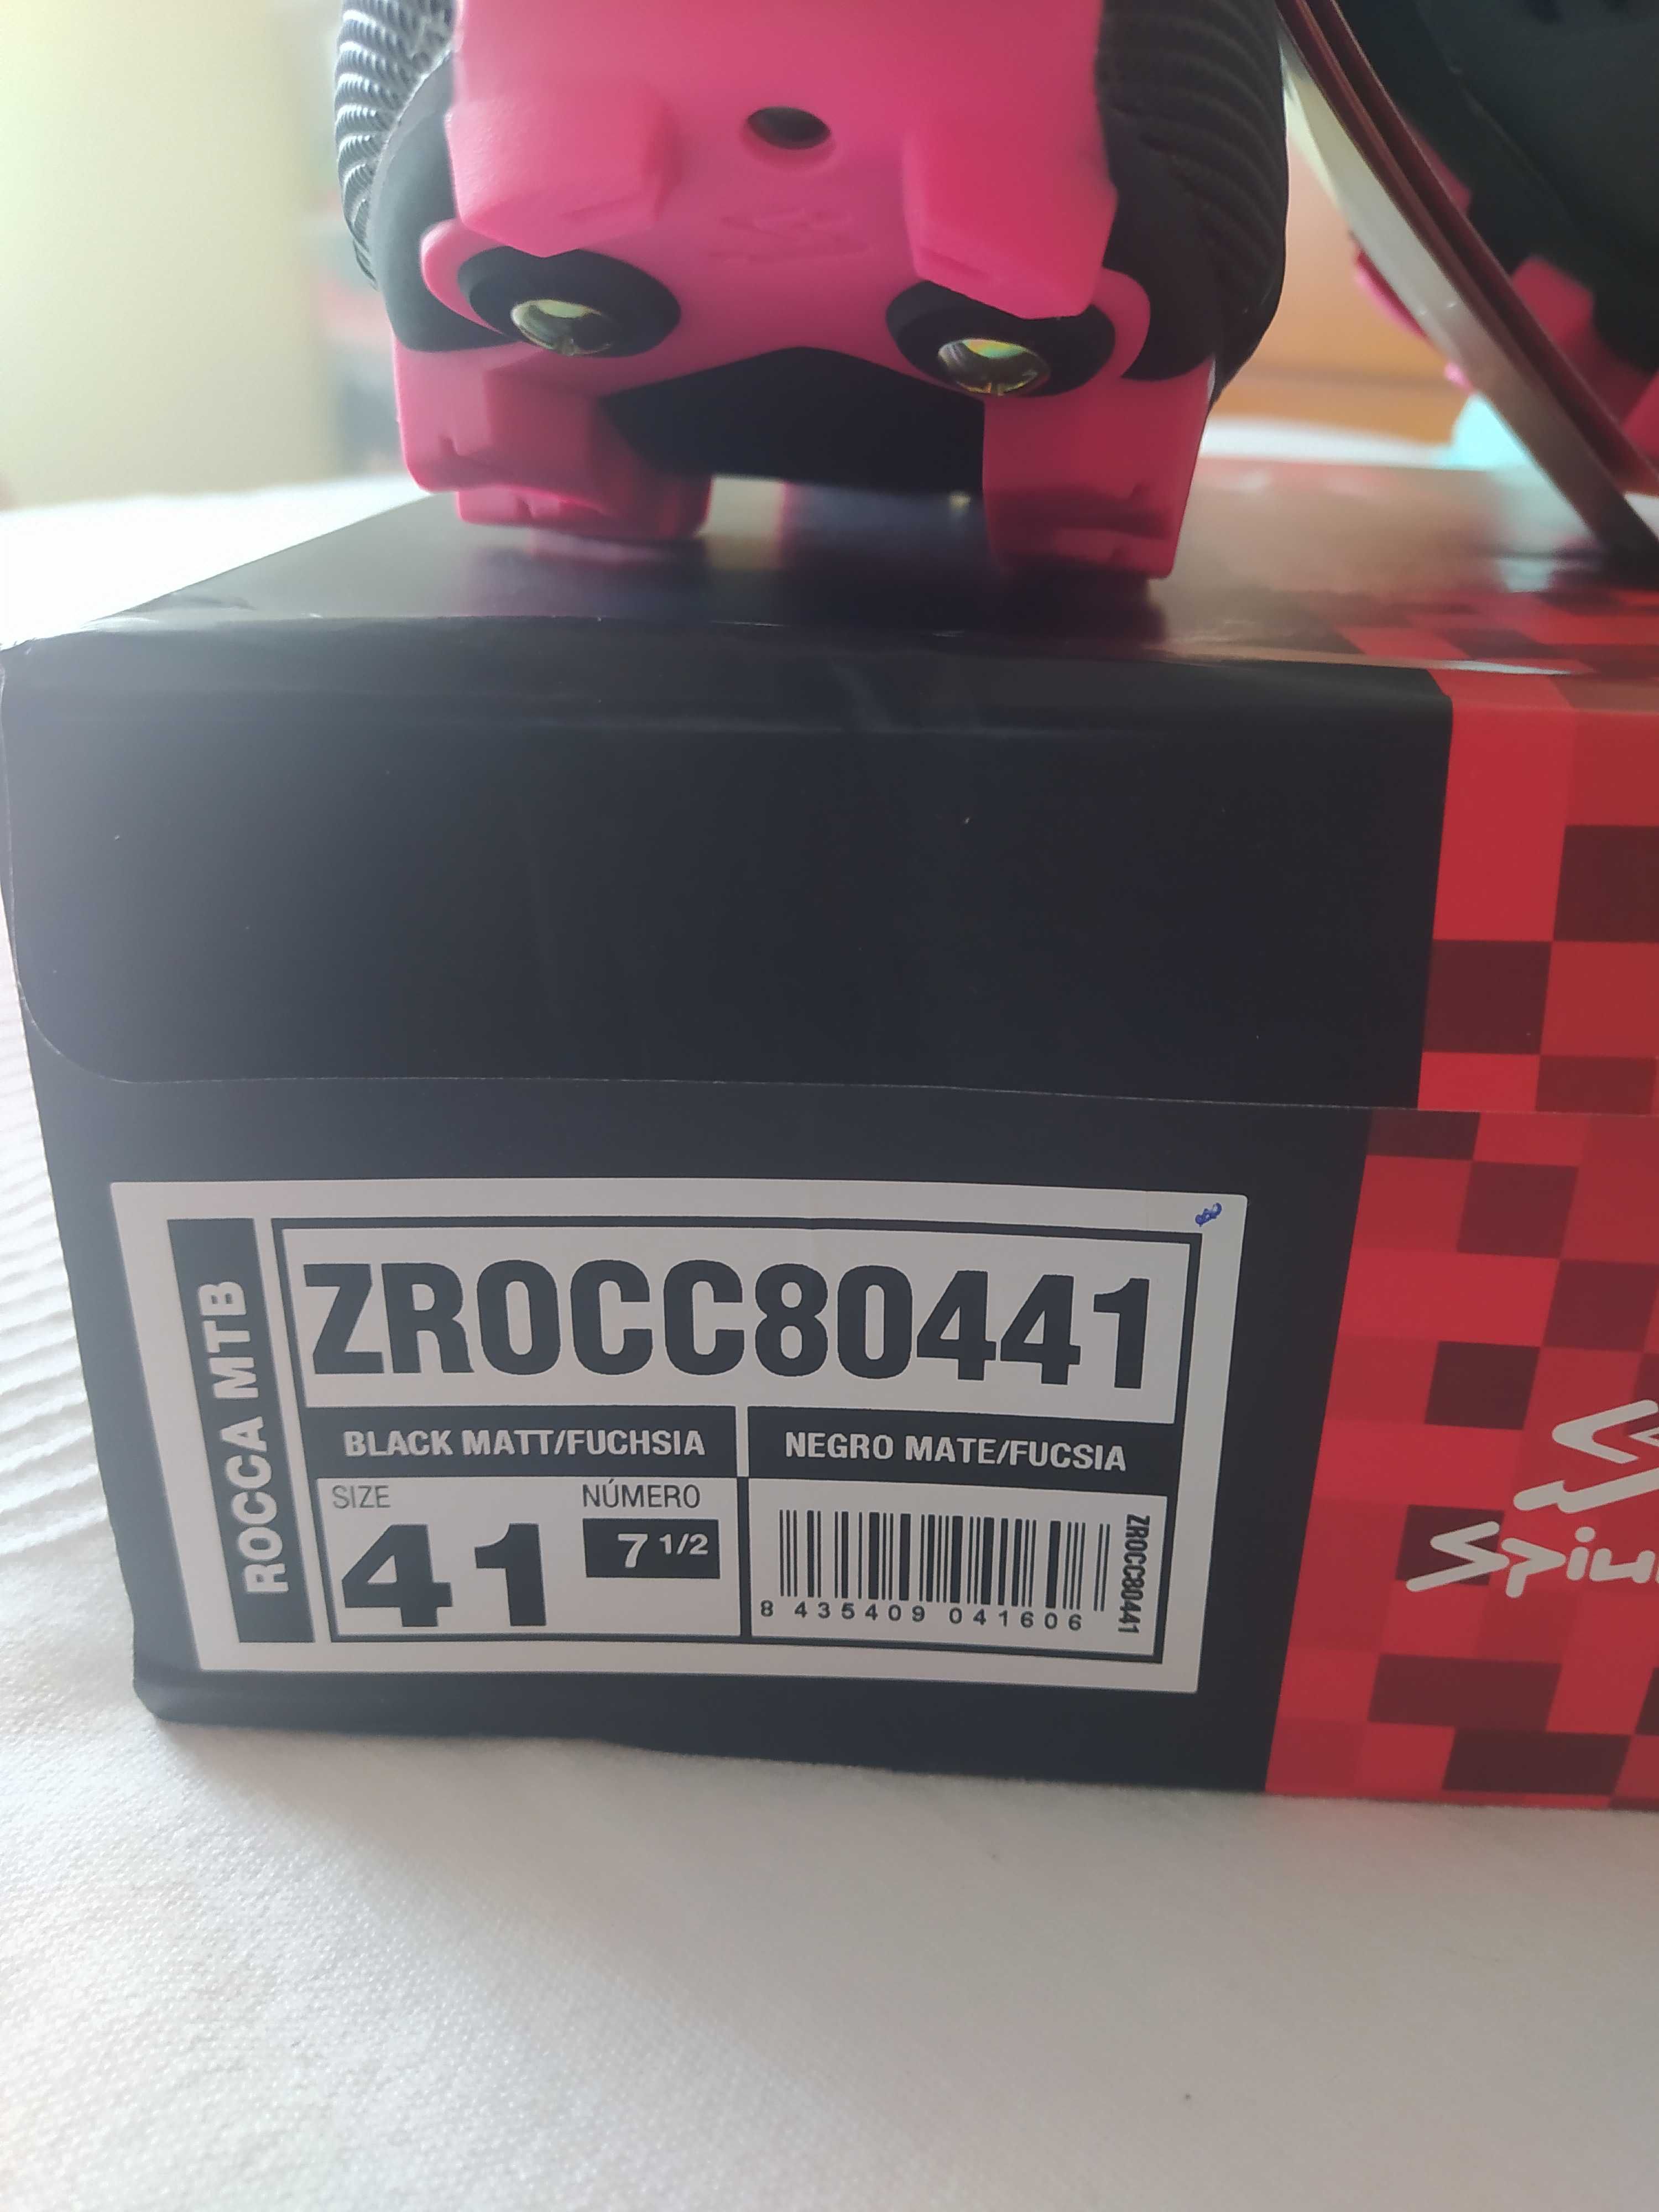 ROCCA MTB
ZROCC80441
BLACK MATT/FUCHSIA
NEGRO MATE/FUCSIA
SIZE
NÚMERO
41
7 1/2
8 435409 041606
ZROCC80441
Spiu